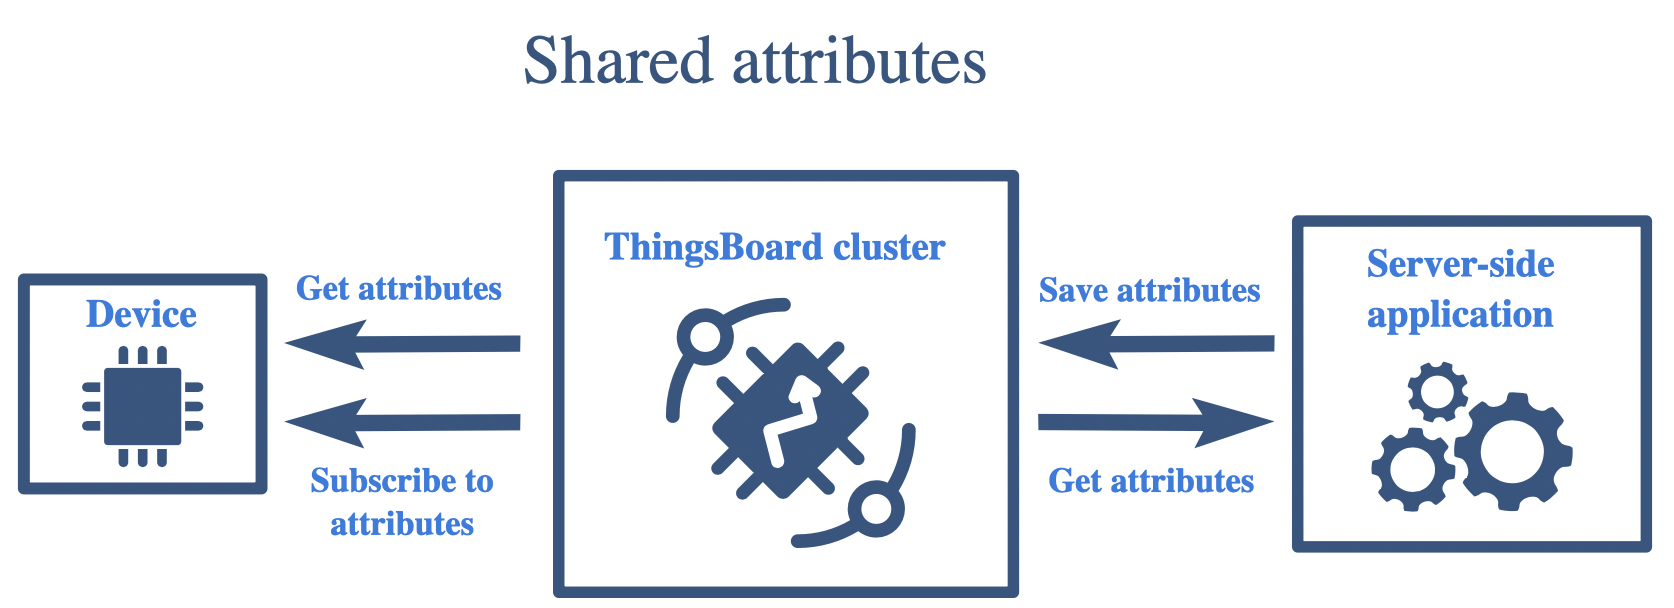 Shared attributes
Device
Get attributes
Subscribe to
attributes
ThingsBoard cluster
Save attributes
Get attributes
Server-side
application